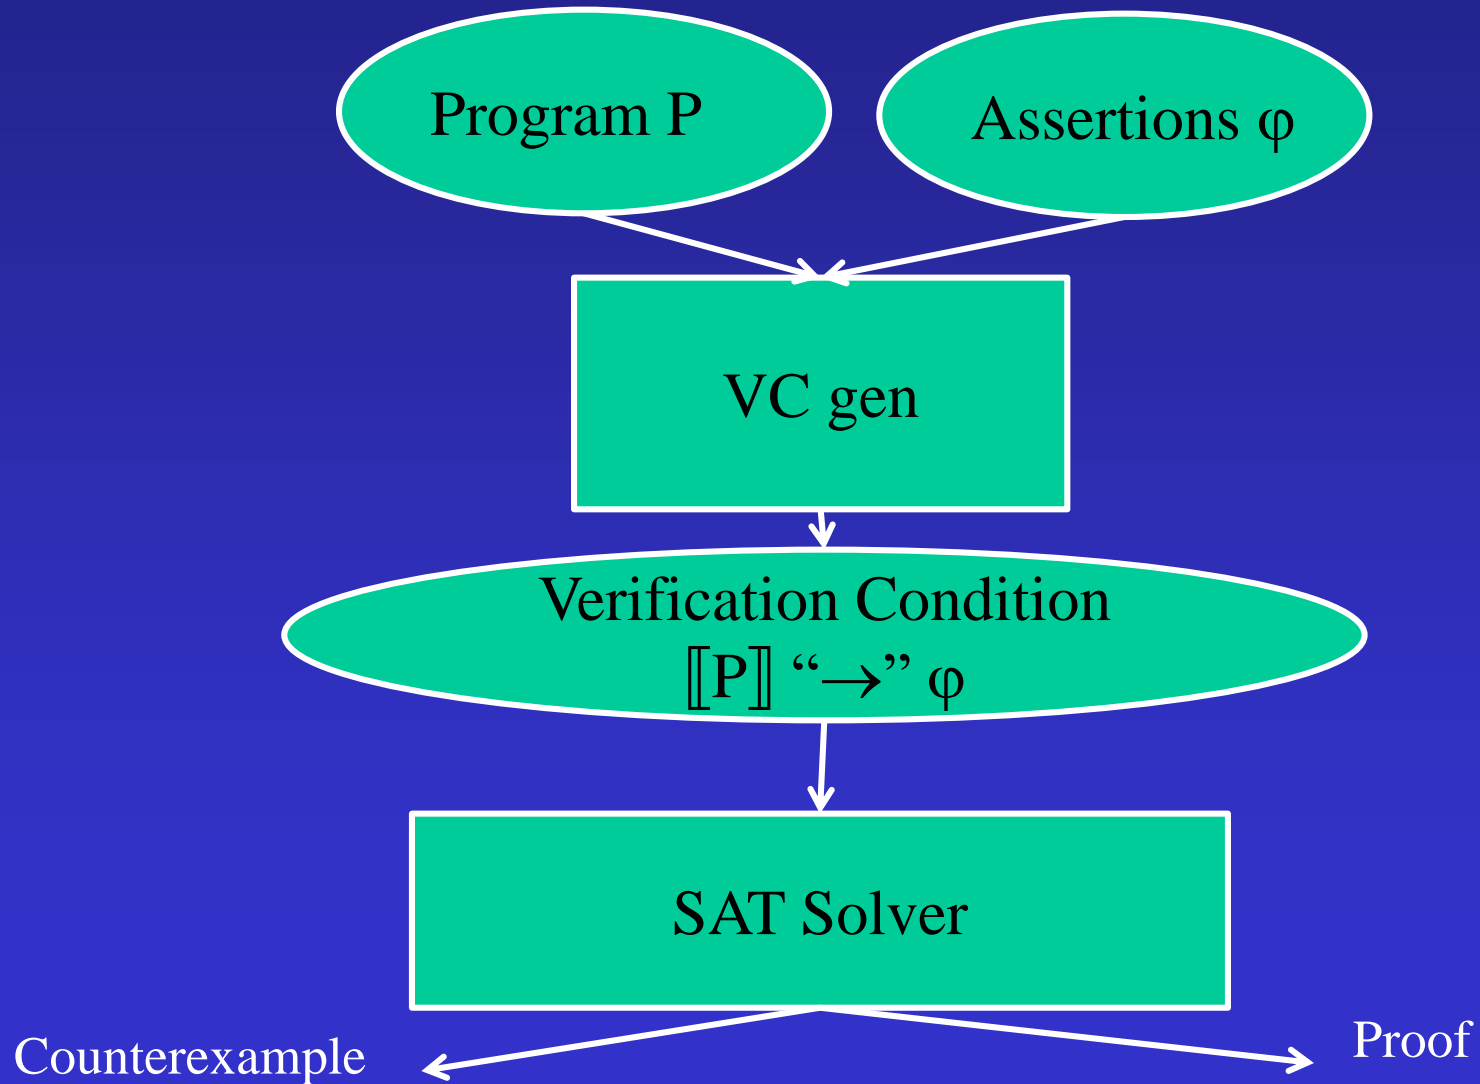 Program P
Assertions φ
VC gen
Verification Condition
⟦P⟧ “→” φ
SAT Solver
Counterexample
Proof